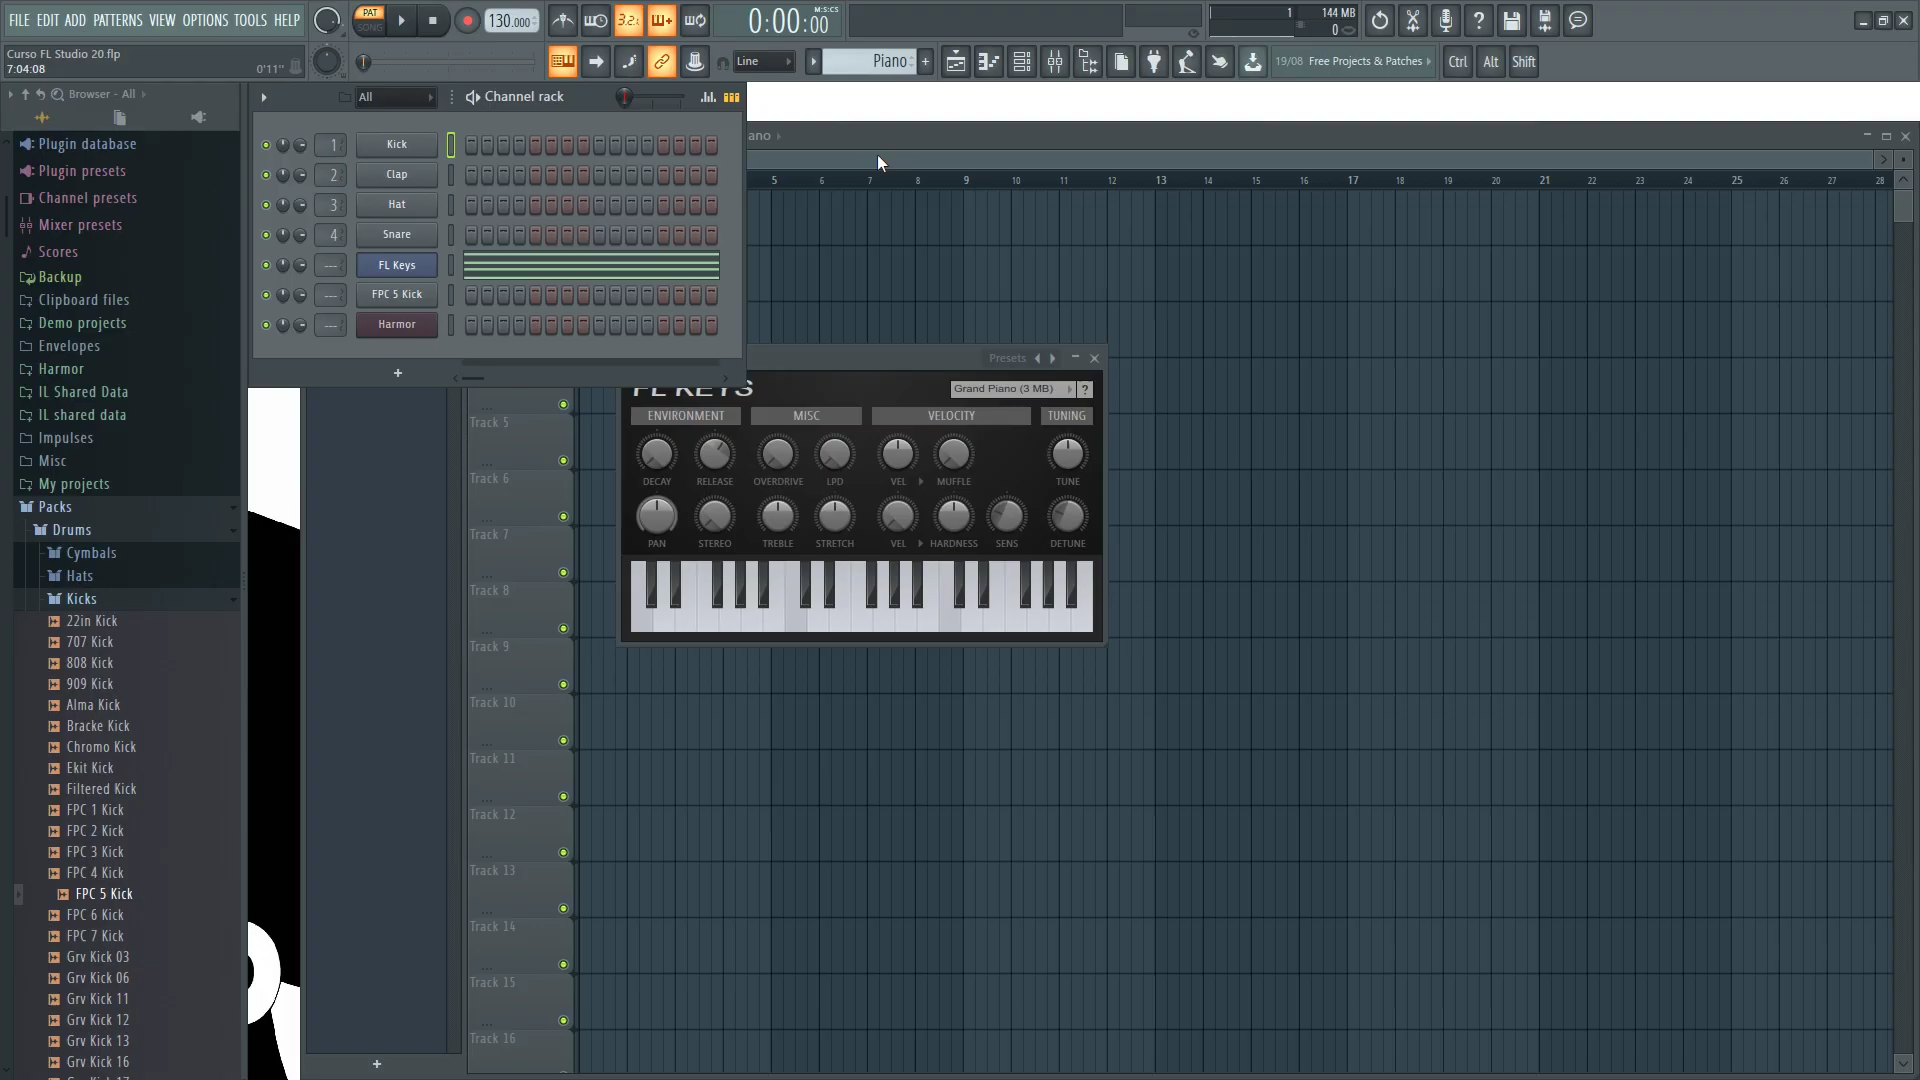 FILE EDIT ADD PATTERNS VIEW OPTIONS TOOLS HELP
PAT
SONG
130.000
3.2
0:00:00
M:S:CS
1
144 MB
0
Curso FL Studio 20.flp
7:04:08
0'11"
Line
Piano
19/08 Free Projects & Patches
Ctrl
Alt
Shift
Browser - All
All
Channel rack
Plugin database
Plugin presets
Channel presets
Mixer presets
Scores
Backup
Clipboard files
Demo projects
Envelopes
Harmor
IL Shared Data
IL shared data
Impulses
Misc
My projects
Packs
Drums
Cymbals
Hats
Kicks
22in Kick
707 Kick
808 Kick
909 Kick
Alma Kick
Bracke Kick
Chromo Kick
Ekit Kick
Filtered Kick
FPC 1 Kick
FPC 2 Kick
FPC 3 Kick
FPC 4 Kick
FPC 5 Kick
FPC 6 Kick
FPC 7 Kick
Grv Kick 03
Grv Kick 06
Grv Kick 11
Grv Kick 12
Grv Kick 13
Grv Kick 16
1 Kick
2 Clap
3 Hat
4 Snare
--- FL Keys
--- FPC 5 Kick
--- Harmor
+
ano
5 6 7 8 9 10 11 12 13 14 15 16 17 18 19 20 21 22 23 24 25 26 27 28
Presets
FL KEYS
Grand Piano (3 MB)
?
ENVIRONMENT MISC VELOCITY TUNING
DECAY RELEASE OVERDRIVE LPD VEL MUFFLE TUNE
PAN STEREO TREBLE STRETCH VEL HARDNESS SENS DETUNE
Track 5
Track 6
Track 7
Track 8
Track 9
Track 10
Track 11
Track 12
Track 13
Track 14
Track 15
Track 16
+